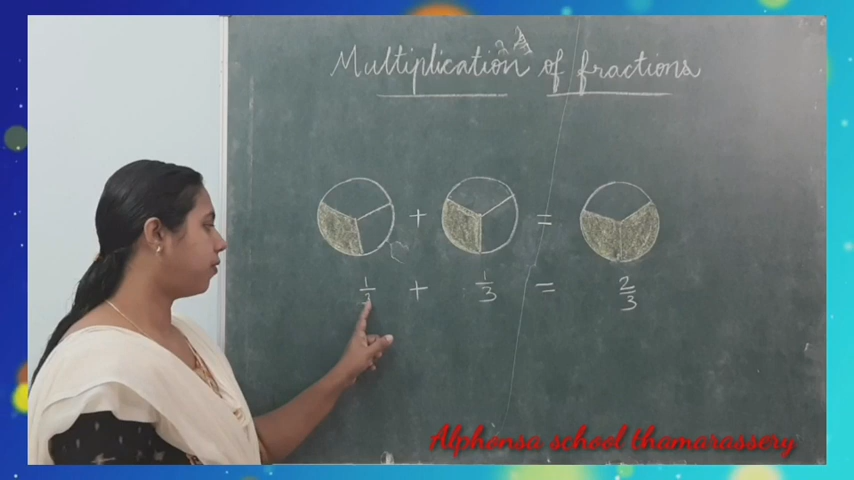 Multiplication of fractions
+ =
1/3 + 1/3 = 2/3
Alphonsa school thamarassery